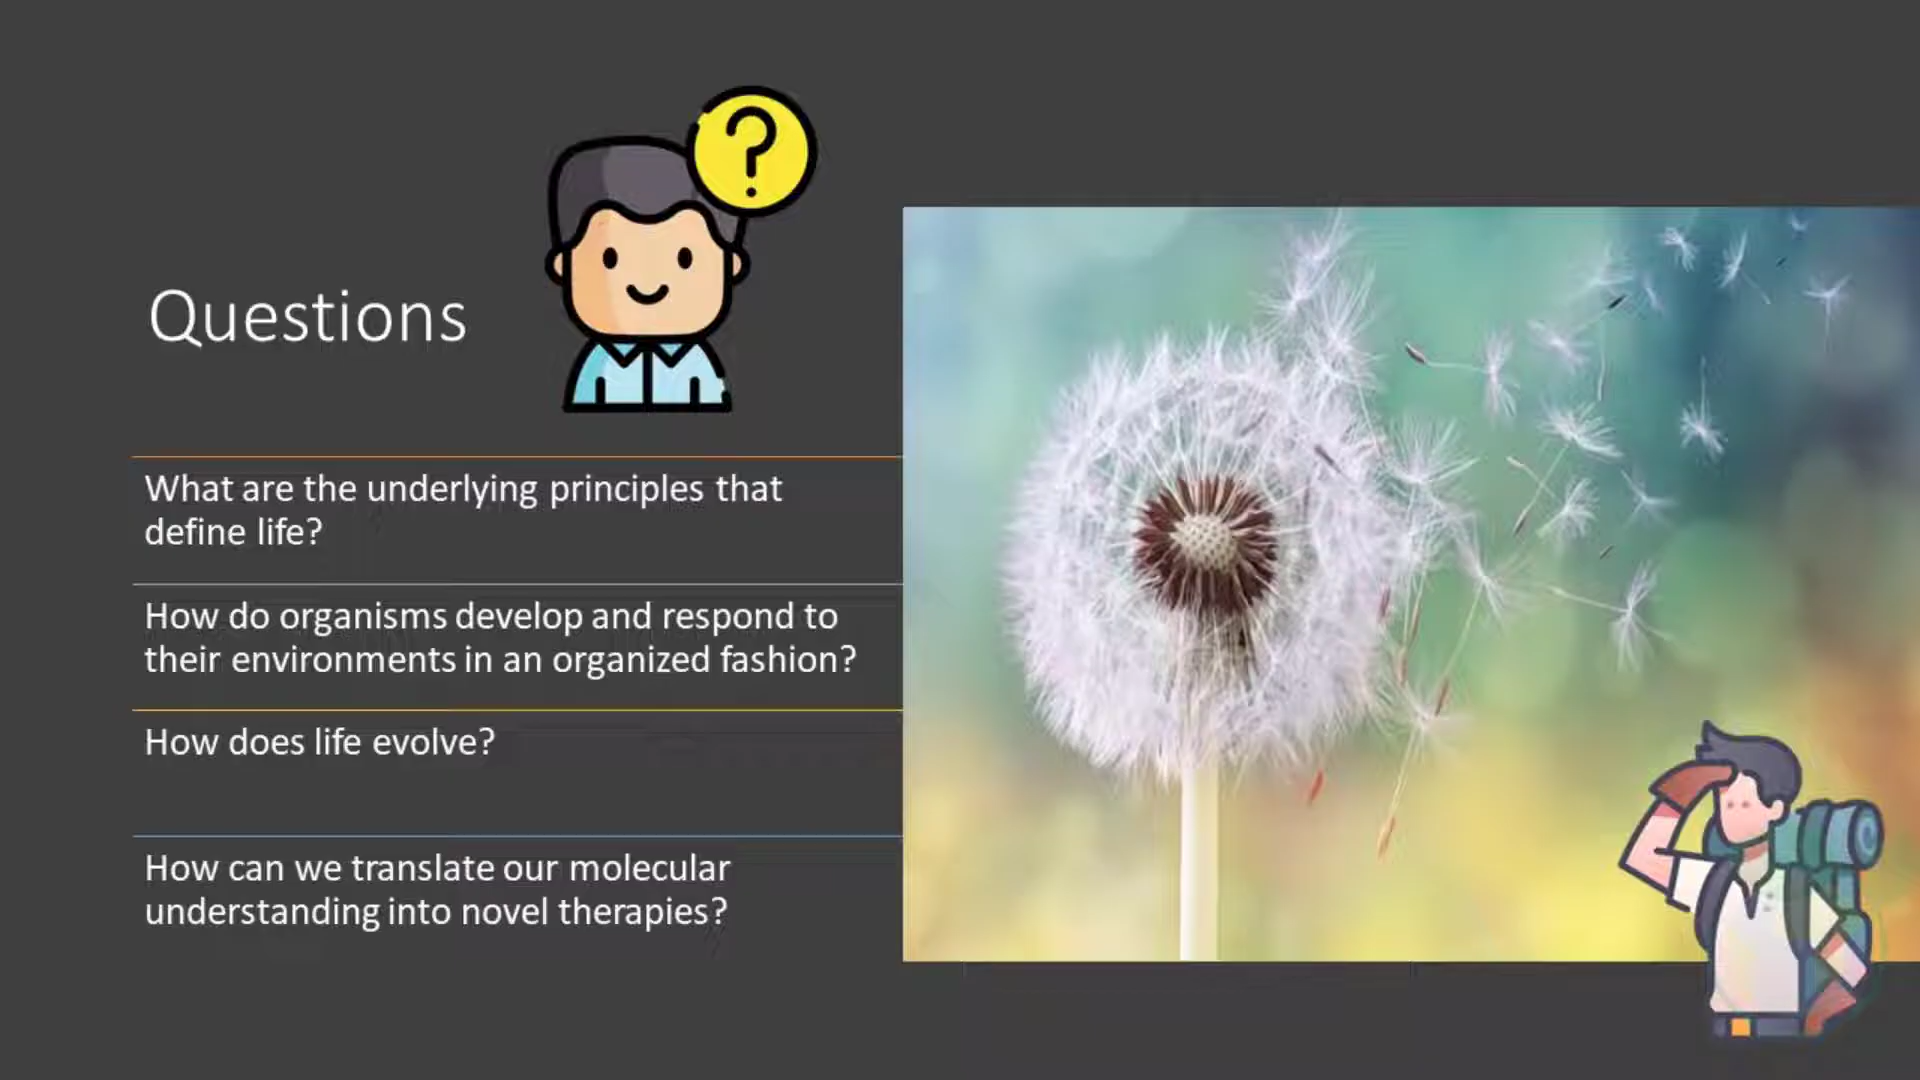 ?
Questions
What are the underlying principles that
define life?
How do organisms develop and respond to
their environments in an organized fashion?
How does life evolve?
How can we translate our molecular
understanding into novel therapies?